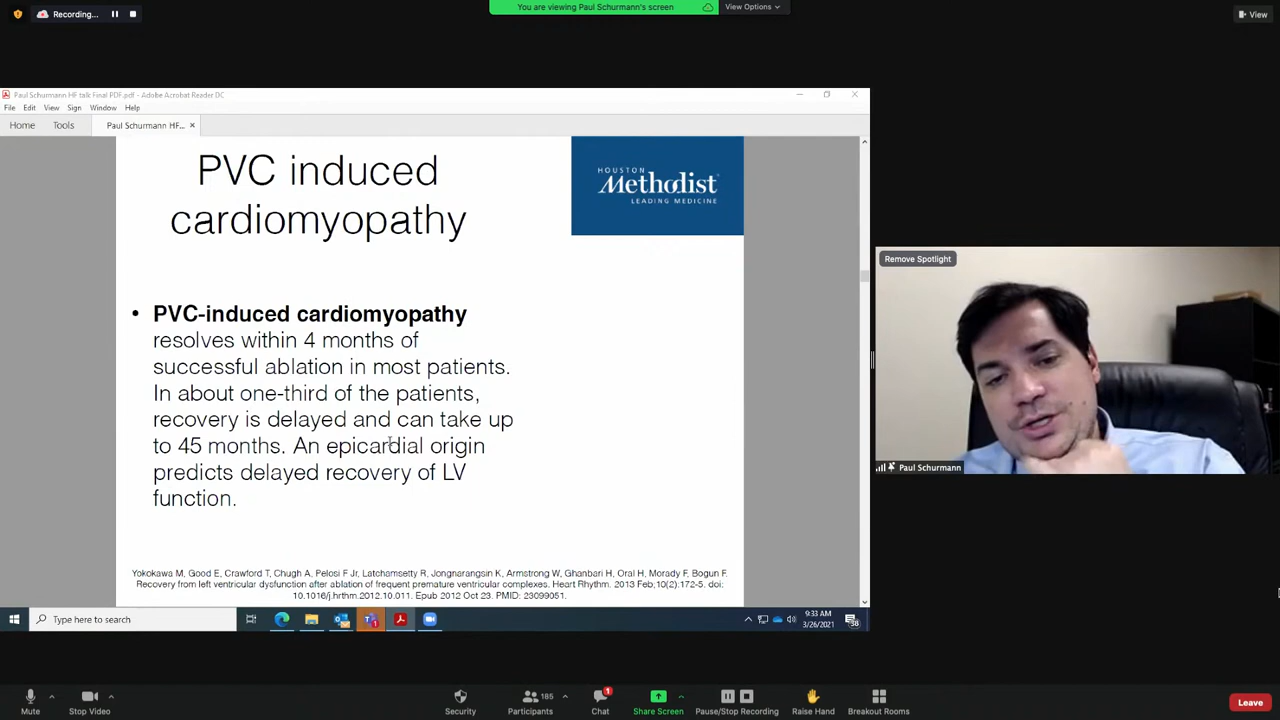 Recording...
You are viewing Paul Schurmann's screen
View Options
View
Paul Schurmann HF talk Final PDF.pdf - Adobe Acrobat Reader DC
File Edit View Sign Window Help
Home Tools Paul Schurmann HF... ×
PVC induced
cardiomyopathy
HOUSTON
Methodist
LEADING MEDICINE
• PVC-induced cardiomyopathy
resolves within 4 months of
successful ablation in most patients.
In about one-third of the patients,
recovery is delayed and can take up
to 45 months. An epicardial origin
predicts delayed recovery of LV
function.
Yokokawa M, Good E, Crawford T, Chugh A, Pelosi F Jr, Latchamsetty R, Jongnarangsin K, Armstrong W, Ghanbari H, Oral H, Morady F, Bogun F.
Recovery from left ventricular dysfunction after ablation of frequent premature ventricular complexes. Heart Rhythm. 2013 Feb;10(2):172-5. doi:
10.1016/j.hrthm.2012.10.011. Epub 2012 Oct 23. PMID: 23099051.
Remove Spotlight
Paul Schurmann
Type here to search
9:33 AM
3/26/2021
Mute Stop Video Security Participants 185 Chat 1 Share Screen Pause/Stop Recording Raise Hand Breakout Rooms Leave